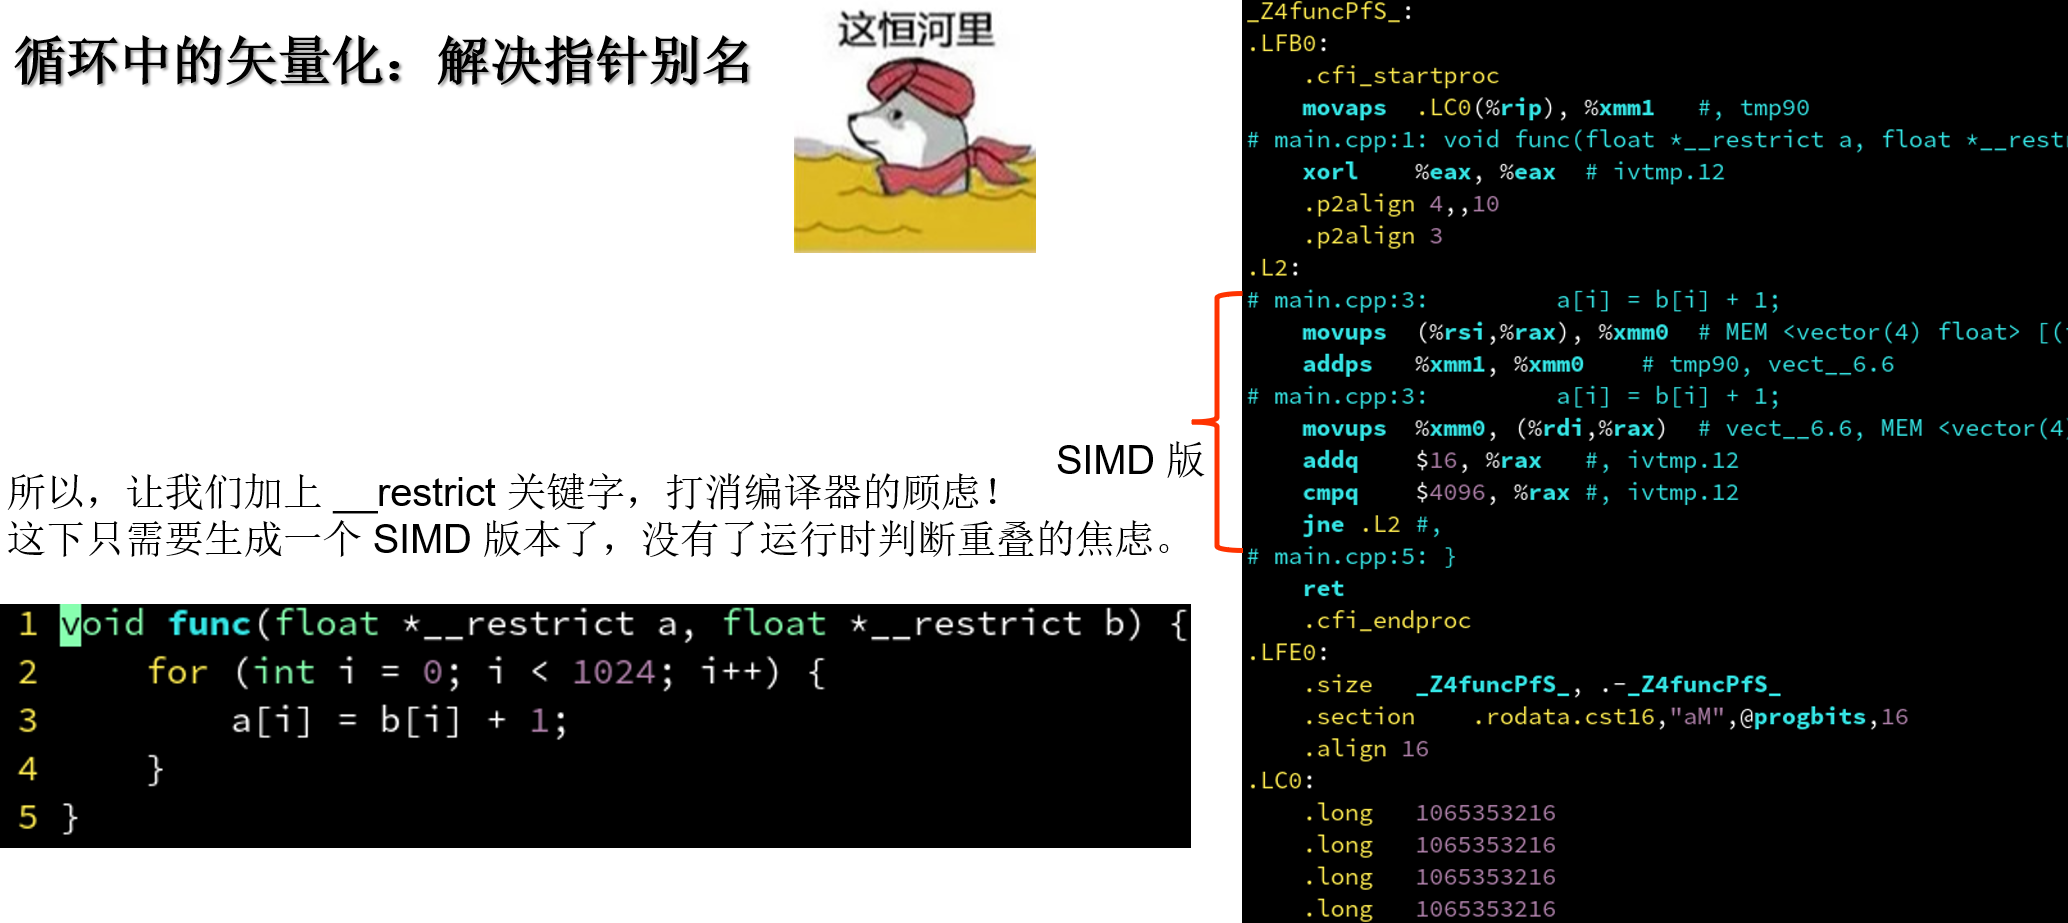 循环中的矢量化：解决指针别名
这恒河里
所以，让我们加上 __restrict 关键字，打消编译器的顾虑！
这下只需要生成一个 SIMD 版本了，没有了运行时判断重叠的焦虑。
SIMD 版
1 void func(float *__restrict a, float *__restrict b) {
2     for (int i = 0; i < 1024; i++) {
3         a[i] = b[i] + 1;
4     }
5 }
_Z4funcPfS_:
.LFB0:
    .cfi_startproc
    movaps  .LC0(%rip), %xmm1   #, tmp90
# main.cpp:1: void func(float *__restrict a, float *__rest
    xorl    %eax, %eax  # ivtmp.12
    .p2align 4,,10
    .p2align 3
.L2:
# main.cpp:3:         a[i] = b[i] + 1;
    movups  (%rsi,%rax), %xmm0  # MEM <vector(4) float> [(
    addps   %xmm1, %xmm0    # tmp90, vect__6.6
# main.cpp:3:         a[i] = b[i] + 1;
    movups  %xmm0, (%rdi,%rax)  # vect__6.6, MEM <vector(4)
    addq    $16, %rax   #, ivtmp.12
    cmpq    $4096, %rax #, ivtmp.12
    jne .L2 #,
# main.cpp:5: }
    ret
    .cfi_endproc
.LFE0:
    .size   _Z4funcPfS_, .-_Z4funcPfS_
    .section    .rodata.cst16,"aM",@progbits,16
    .align 16
.LC0:
    .long   1065353216
    .long   1065353216
    .long   1065353216
    .long   1065353216